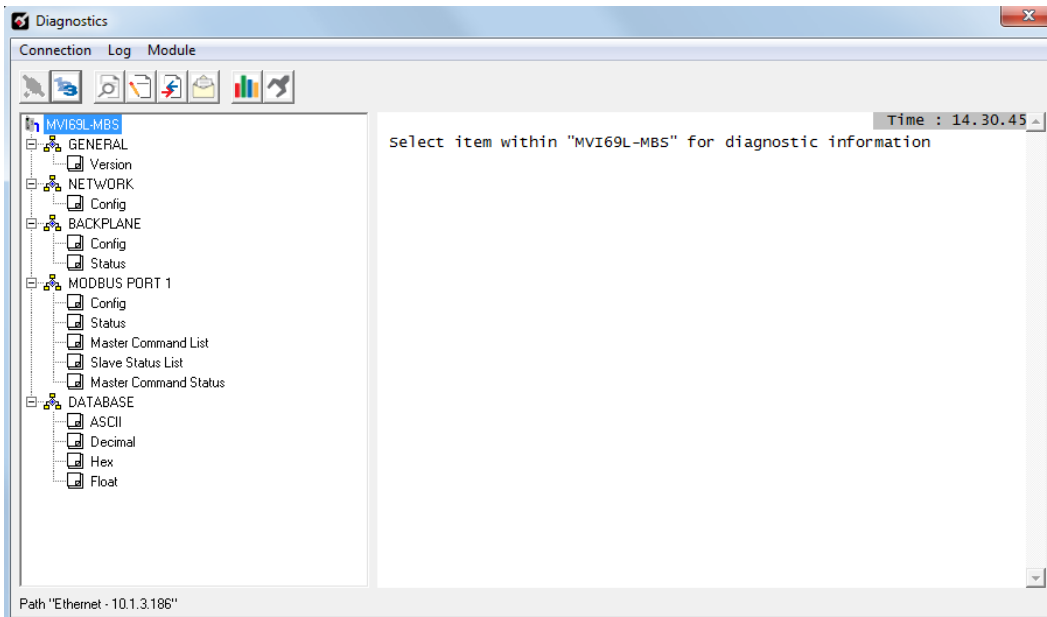 Diagnostics
Connection Log Module
MVI69L-MBS
GENERAL
Version
NETWORK
Config
BACKPLANE
Config
Status
MODBUS PORT 1
Config
Status
Master Command List
Slave Status List
Master Command Status
DATABASE
ASCII
Decimal
Hex
Float
Time : 14.30.45
Select item within "MVI69L-MBS" for diagnostic information
Path "Ethernet - 10.1.3.186"